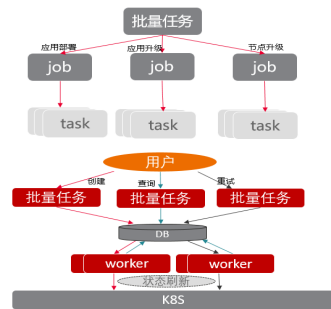 批量任务
应用部署 应用升级 节点升级
job job job
task task task
用户
创建 查询 重试
批量任务 批量任务 批量任务
DB
worker worker
状态刷新
K8S